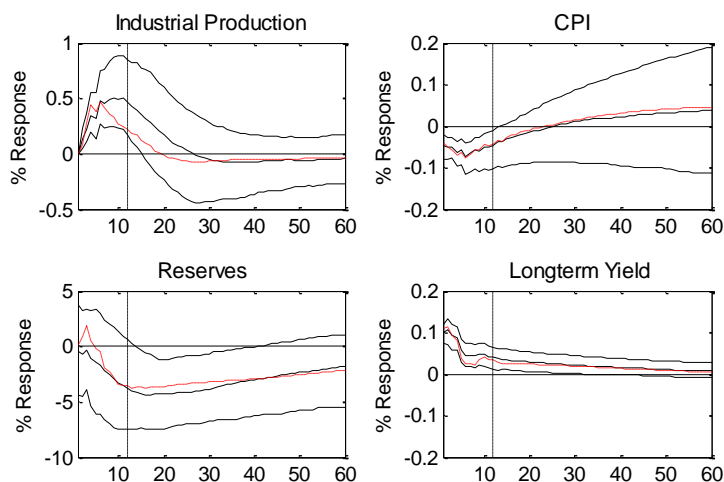 Industrial Production
% Response
1
0.5
0
-0.5
10 20 30 40 50 60
CPI
% Response
0.2
0.1
0
-0.1
-0.2
10 20 30 40 50 60
Reserves
% Response
5
0
-5
-10
10 20 30 40 50 60
Longterm Yield
% Response
0.2
0.1
0
-0.1
-0.2
10 20 30 40 50 60